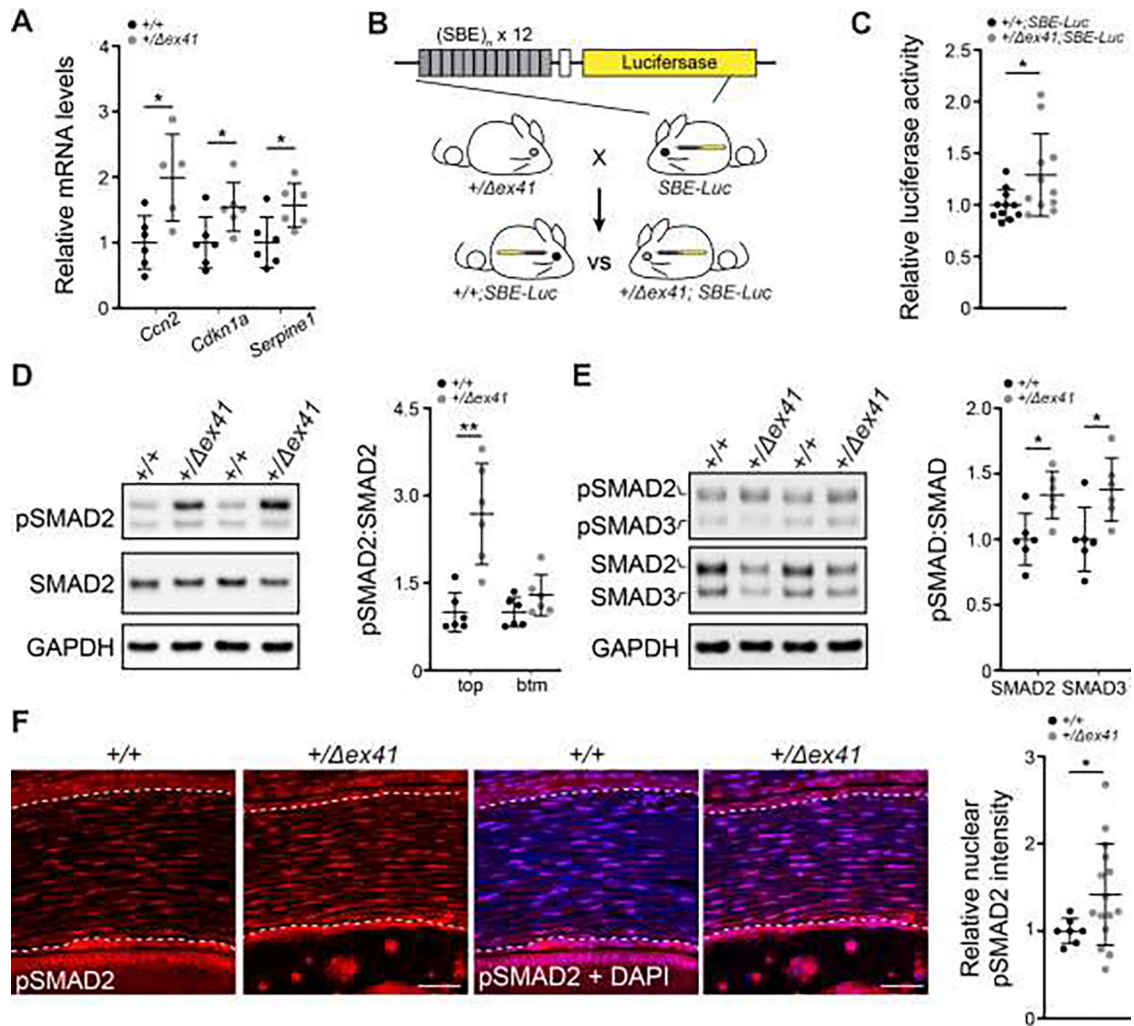 A
+/+
+/Δex41
Relative mRNA levels
4
3
2
1
0
*
*
*
Ccn2
Cdkn1a
Serpine1
B
(SBE)n x 12
Lucifersase
+/Δex41
X
SBE-Luc
+/+;SBE-Luc
vs
+/Δex41; SBE-Luc
C
+/+;SBE-Luc
+/Δex41;SBE-Luc
Relative luciferase activity
2.5
2.0
1.5
1.0
0.5
0
*
D
+/+
+/Δex41
+/+
+/Δex41
pSMAD2
SMAD2
GAPDH
+/+
+/Δex41
pSMAD2:SMAD2
4.5
3.0
1.5
0
**
top
btm
E
+/+
+/Δex41
+/+
+/Δex41
pSMAD2
pSMAD3
SMAD2
SMAD3
GAPDH
+/+
+/Δex41
pSMAD:SMAD
2.0
1.5
1.0
0.5
0
*
*
SMAD2
SMAD3
F
+/+
+/Δex41
+/+
+/Δex41
pSMAD2
pSMAD2 + DAPI
+/+
+/Δex41
Relative nuclear
pSMAD2 intensity
3
2
1
0
*